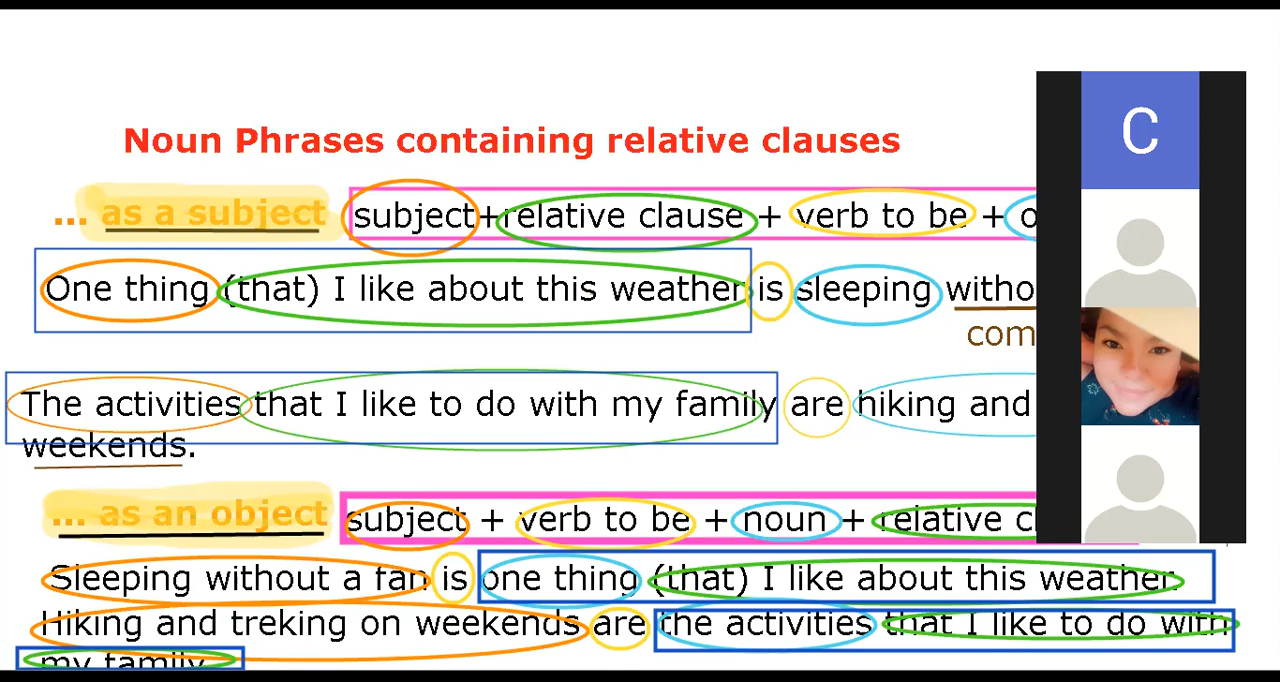 Noun Phrases containing relative clauses
... as a subject subject+relative clause + verb to be +
One thing (that) I like about this weather is sleeping
The activities that I like to do with my family are hiking and
weekends.
... as an object subject + verb to be + noun + relative
Sleeping without a fan is one thing (that) I like about this weather
Hiking and treking on weekends are the activities that I like to do with
my family
C